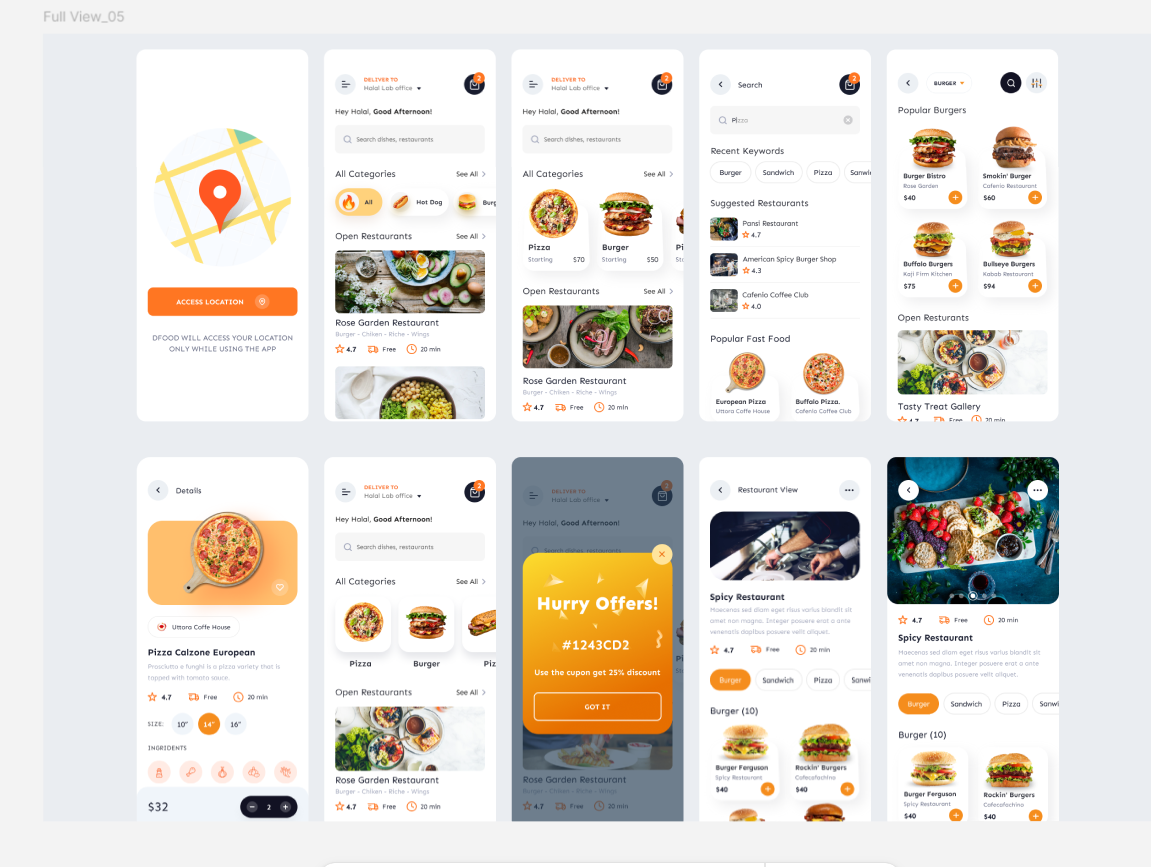 Full View_05
ACCESS LOCATION
DFOOD WILL ACCESS YOUR LOCATION
ONLY WHILE USING THE APP
DELIVER TO
Halal Lab office
2
Hey Halal, Good Afternoon!
Search dishes, restaurants
All Categories
See All
All
Hot Dog
Burg
Open Restaurants
See All
Rose Garden Restaurant
Burger - Chiken - Riche - Wings
4.7
Free
20 min
DELIVER TO
Halal Lab office
2
Hey Halal, Good Afternoon!
Search dishes, restaurants
All Categories
See All
Pizza
Burger
Pi
Starting
$70
Starting
$50
Sta
Open Restaurants
See All
Rose Garden Restaurant
Burger - Chiken - Riche - Wings
4.7
Free
20 min
Search
2
Pizza
Recent Keywords
Burger
Sandwich
Pizza
Sanwi
Suggested Restaurants
Pansi Restaurant
4.7
American Spicy Burger Shop
4.3
Cafenio Coffee Club
4.0
Popular Fast Food
European Pizza
Buffalo Pizza.
Uttora Coffe House
Cafenio Coffee Club
BURGER
Popular Burgers
Burger Bistro
Smokin' Burger
Rose Garden
Cafenio Restaurant
$40
$60
Buffalo Burgers
Bullseye Burgers
Kaji Firm Kitchen
Kabab Restaurant
$75
$94
Open Resturants
Tasty Treat Gallery
4.7
Free
20 min
Details
Uttora Coffe House
Pizza Calzone European
Prosciutto e funghi is a pizza variety that is
topped with tomato sauce.
4.7
Free
20 min
SIZE:
10"
14"
16"
INGRIDENTS
$32
2
DELIVER TO
Halal Lab office
2
Hey Halal, Good Afternoon!
Search dishes, restaurants
All Categories
See All
Pizza
Burger
Piz
Open Restaurants
See All
Rose Garden Restaurant
Burger - Chiken - Riche - Wings
4.7
Free
20 min
DELIVER TO
Halal Lab office
2
Hey Halal, Good Afternoon!
Search dishes, restaurants
Hurry Offers!
#1243CD2
Use the cupon get 25% discount
GOT IT
Rose Garden Restaurant
Burger - Chiken - Riche - Wings
4.7
Free
20 min
Restaurant View
Spicy Restaurant
Maecenas sed diam eget risus varius blandit sit
amet non magna. Integer posuere erat a ante
venenatis dapibus posuere velit aliquet.
4.7
Free
20 min
Burger
Sandwich
Pizza
Sanwi
Burger (10)
Burger Ferguson
Rockin' Burgers
Spicy Restaurant
Cafecafachino
$40
$40
4.7
Free
20 min
Spicy Restaurant
Maecenas sed diam eget risus varius blandit sit
amet non magna. Integer posuere erat a ante
venenatis dapibus posuere velit aliquet.
Burger
Sandwich
Pizza
Sanwi
Burger (10)
Burger Ferguson
Rockin' Burgers
Spicy Restaurant
Cafecafachino
$40
$40